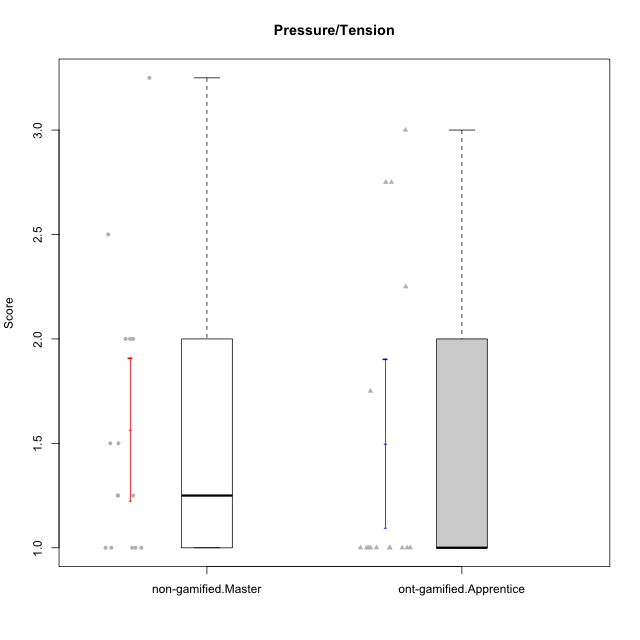 Pressure/Tension
Score
3.0
2.5
2.0
1.5
1.0
non-gamified.Master
ont-gamified.Apprentice